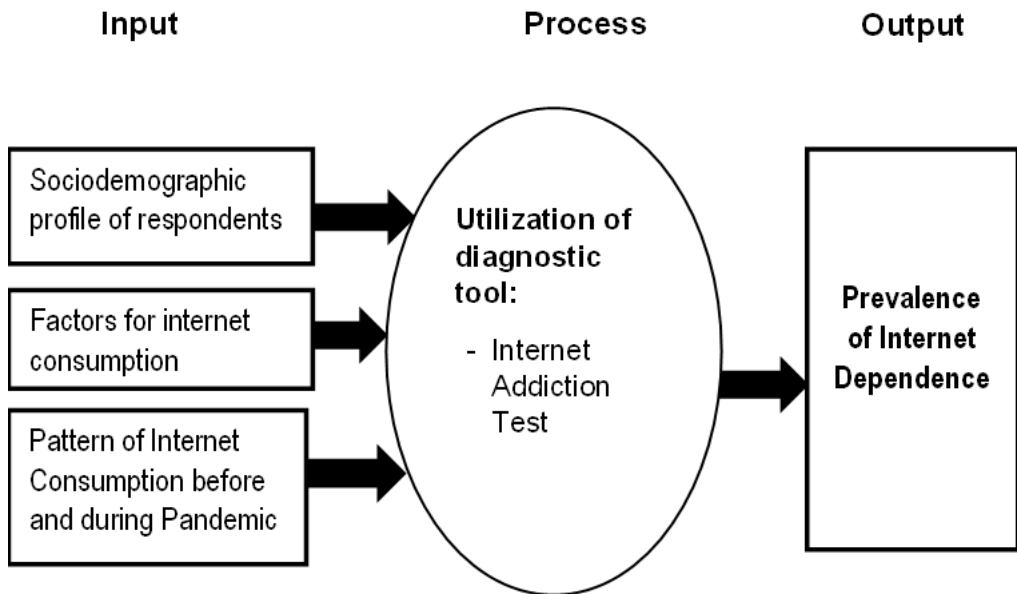 Input
Process
Output
Sociodemographic
profile of respondents
Factors for internet
consumption
Pattern of Internet
Consumption before
and during Pandemic
Utilization of
diagnostic
tool:
- Internet
Addiction
Test
Prevalence
of Internet
Dependence